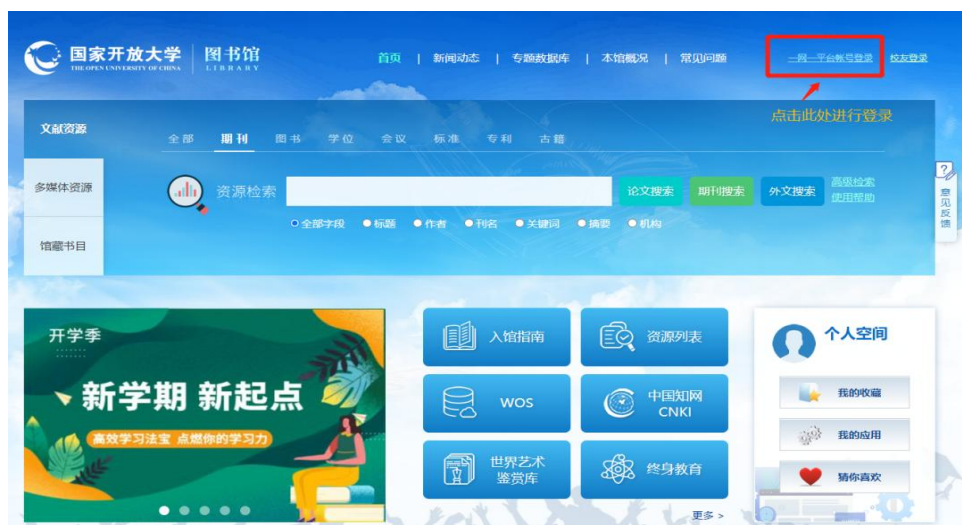 国家开放大学 图书馆
THE OPEN UNIVERSITY OF CHINA LIBRARY
首页 | 新闻动态 | 专题数据库 | 本馆概况 | 常见问题
一网一平台帐号登录 校友登录
点击此处进行登录
文献资源
全部 期刊 图书 学位 会议 标准 专利 古籍
多媒体资源
资源检索
论文搜索 期刊搜索 外文搜索
高级检索
使用帮助
全部字段 标题 作者 刊名 关键词 摘要 机构
馆藏书目
?
意见反馈
开学季
新学期 新起点
高效学习法宝 点燃你的学习力
入馆指南
资源列表
WOS
中国知网
CNKI
世界艺术
鉴赏库
终身教育
更多 >
个人空间
我的收藏
我的应用
猜你喜欢